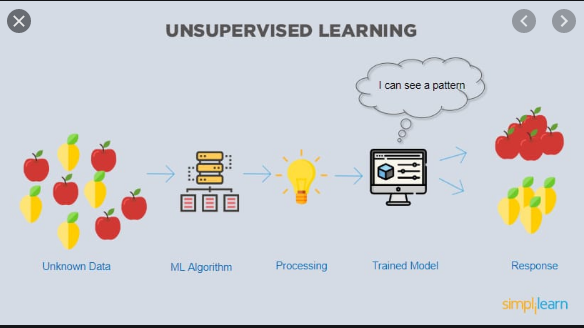 UNSUPERVISED LEARNING
I can see a pattern
Unknown Data
ML Algorithm
Processing
Trained Model
Response
simplilearn